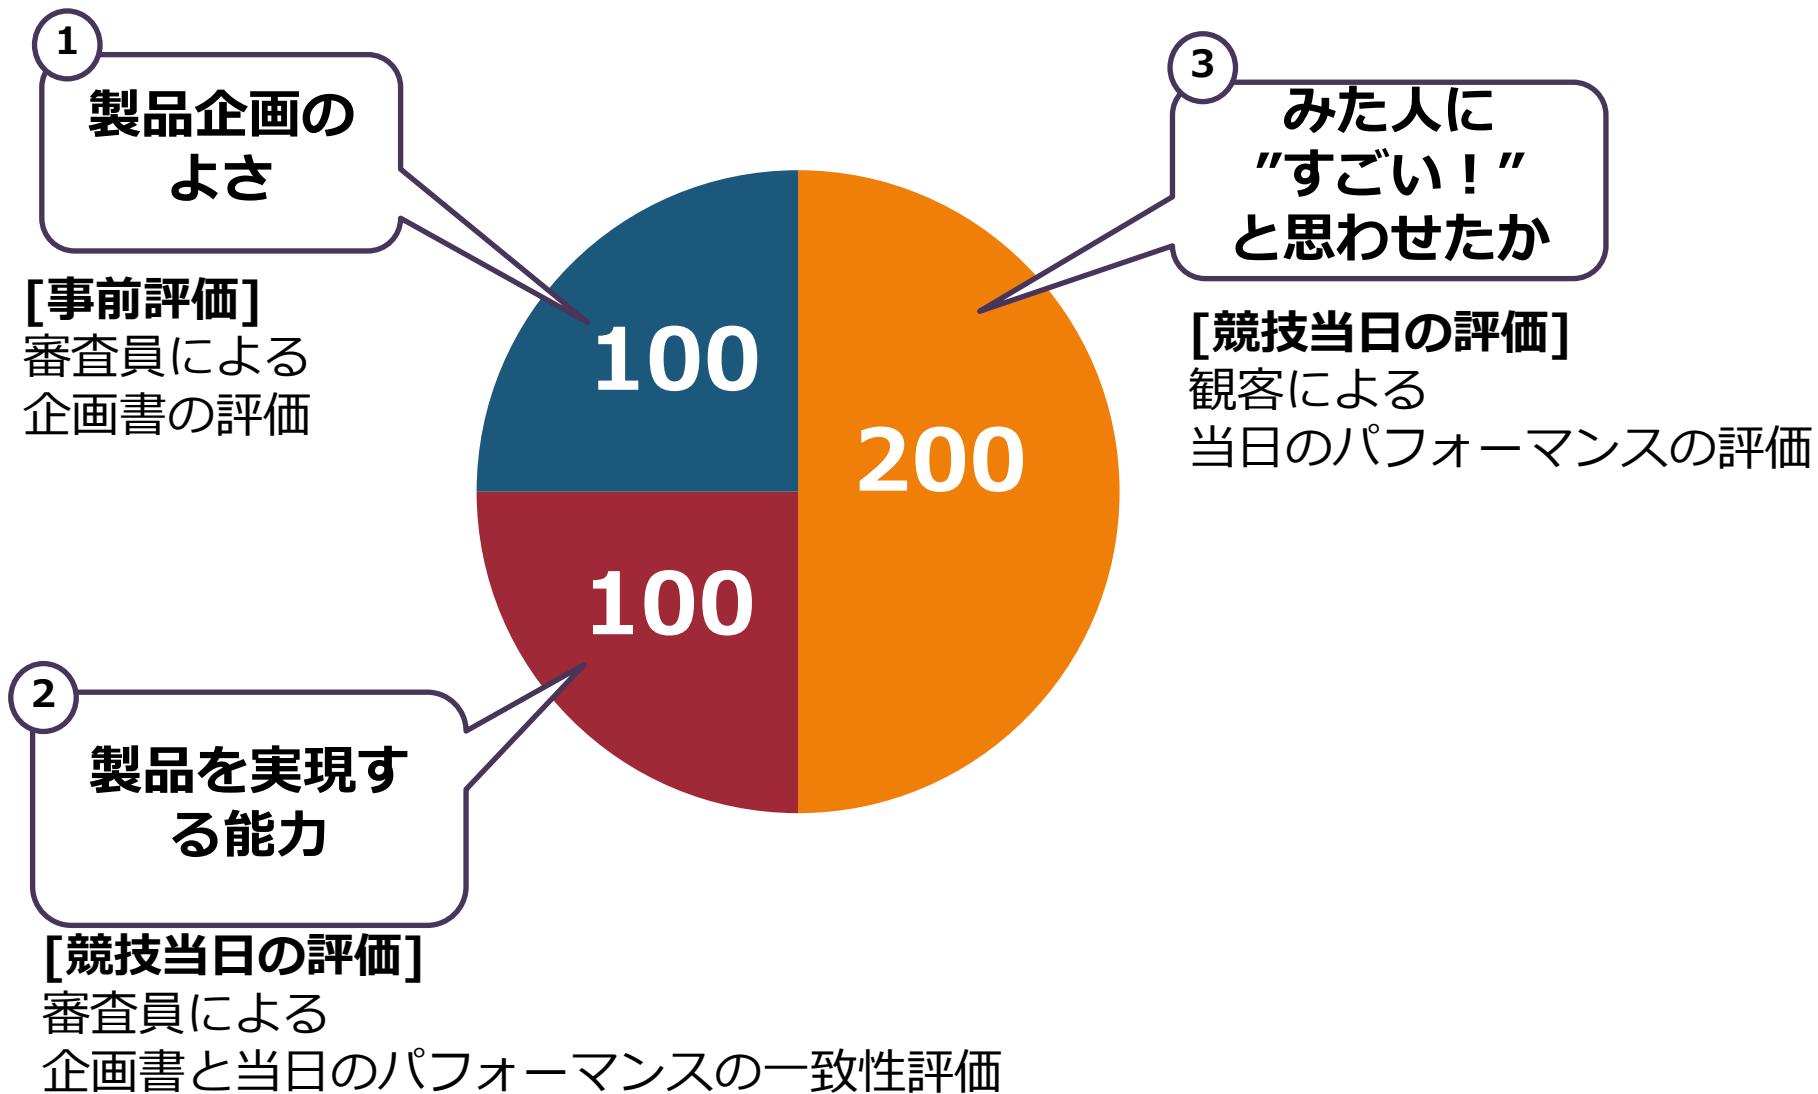 1
製品企画の
よさ
[事前評価]
審査員による
企画書の評価
100
2
製品を実現す
る能力
[競技当日の評価]
審査員による
企画書と当日のパフォーマンスの一致性評価
100
3
みた人に
”すごい！”
と思わせたか
[競技当日の評価]
観客による
当日のパフォーマンスの評価
200